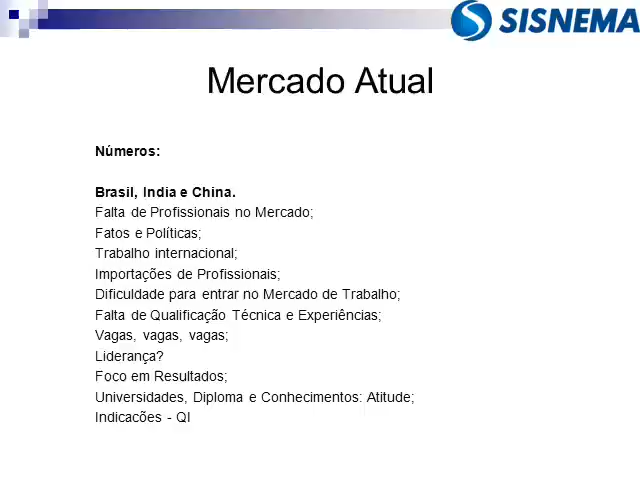 SISNEMA
Mercado Atual
Números:
Brasil, India e China.
Falta de Profissionais no Mercado;
Fatos e Políticas;
Trabalho internacional;
Importações de Profissionais;
Dificuldade para entrar no Mercado de Trabalho;
Falta de Qualificação Técnica e Experiências;
Vagas, vagas, vagas;
Liderança?
Foco em Resultados;
Universidades, Diploma e Conhecimentos: Atitude;
Indicacões - QI